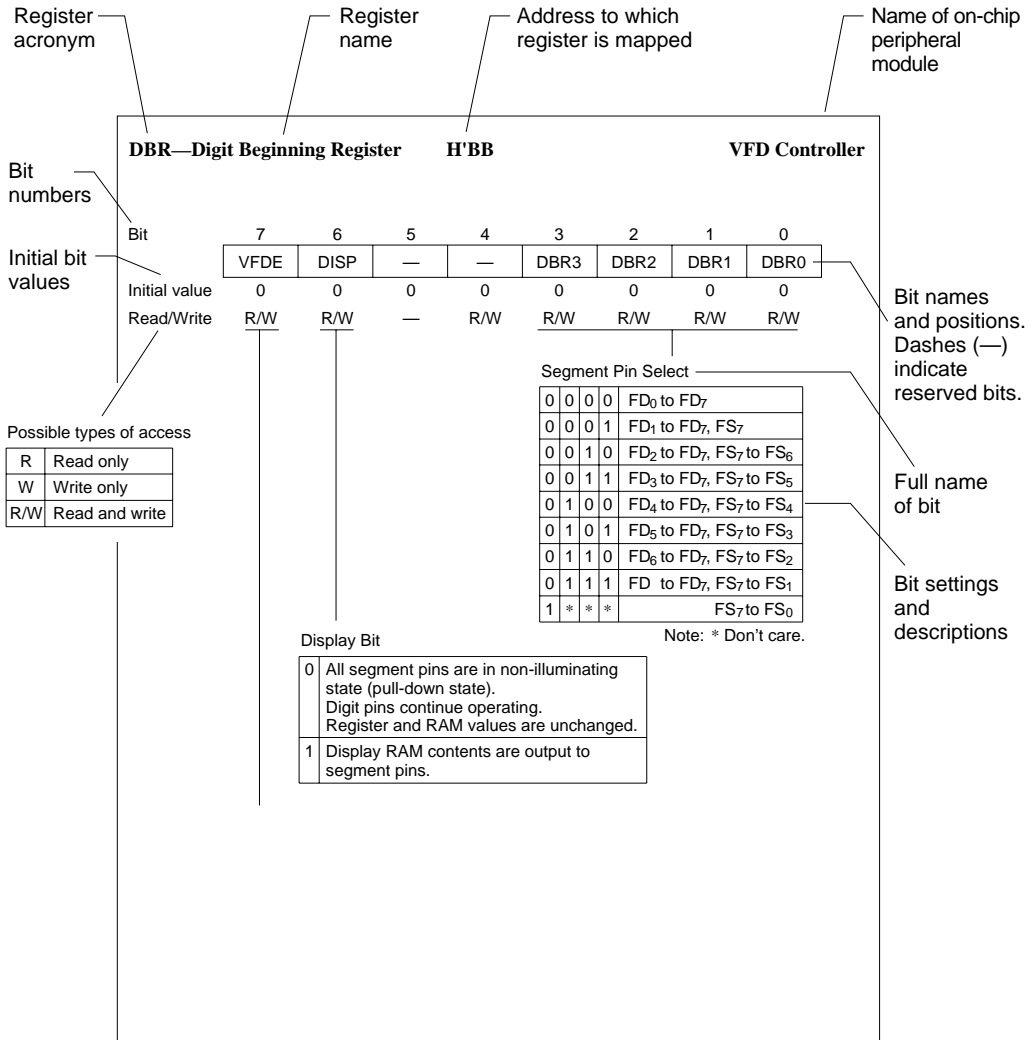 Register acronym
Register name
Address to which register is mapped
Name of on-chip peripheral module
DBR—Digit Beginning Register H'BB VFD Controller
Bit numbers
Bit 7 6 5 4 3 2 1 0
VFDE DISP — — DBR3 DBR2 DBR1 DBR0
Initial bit values
Initial value 0 0 0 0 0 0 0 0
Read/Write R/W R/W — R/W R/W R/W R/W R/W
Bit names and positions. Dashes (—) indicate reserved bits.
Possible types of access
R Read only
W Write only
R/W Read and write
Segment Pin Select
0 0 0 0 FD0 to FD7
0 0 0 1 FD1 to FD7, FS7
0 0 1 0 FD2 to FD7, FS7 to FS6
0 0 1 1 FD3 to FD7, FS7 to FS5
0 1 0 0 FD4 to FD7, FS7 to FS4
0 1 0 1 FD5 to FD7, FS7 to FS3
0 1 1 0 FD6 to FD7, FS7 to FS2
0 1 1 1 FD to FD7, FS7 to FS1
1 * * * FS7 to FS0
Note: * Don't care.
Full name of bit
Bit settings and descriptions
Display Bit
0 All segment pins are in non-illuminating
state (pull-down state).
Digit pins continue operating.
Register and RAM values are unchanged.
1 Display RAM contents are output to
segment pins.